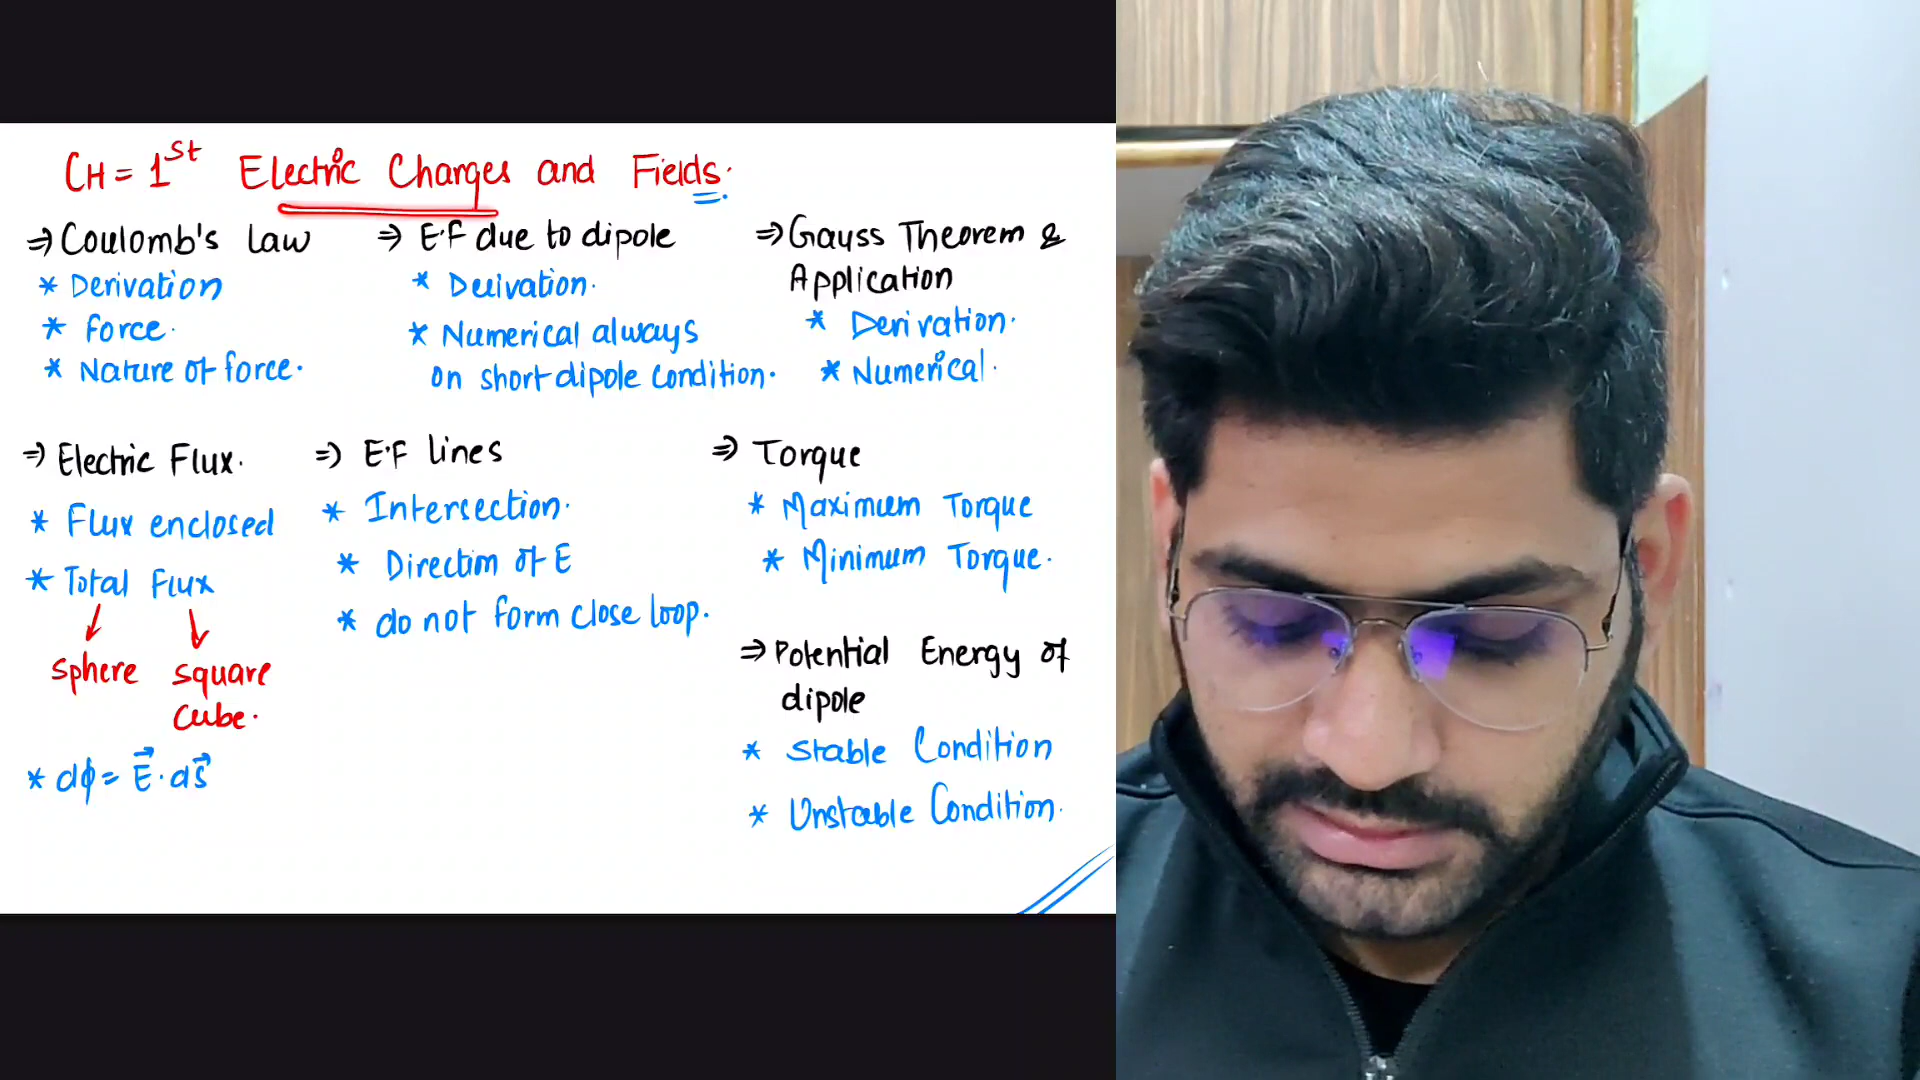 CH = 1st Electric Charges and Fields.
⇒ Coulomb's law
* Derivation
* force.
* Nature of force.
⇒ E.F due to dipole
* Derivation.
* Numerical always
on short dipole condition.
⇒ Gauss Theorem &
Application
* Derivation.
* Numerical.
⇒ Electric Flux.
* Flux enclosed
* Total Flux
Sphere
Square
Cube.
* dϕ = E⃗ · ds⃗
⇒ E.F lines
* Intersection.
* Direction of E
* do not form close loop.
⇒ Torque
* Maximum Torque
* Minimum Torque.
⇒ Potential Energy of
dipole
* Stable Condition
* Unstable Condition.